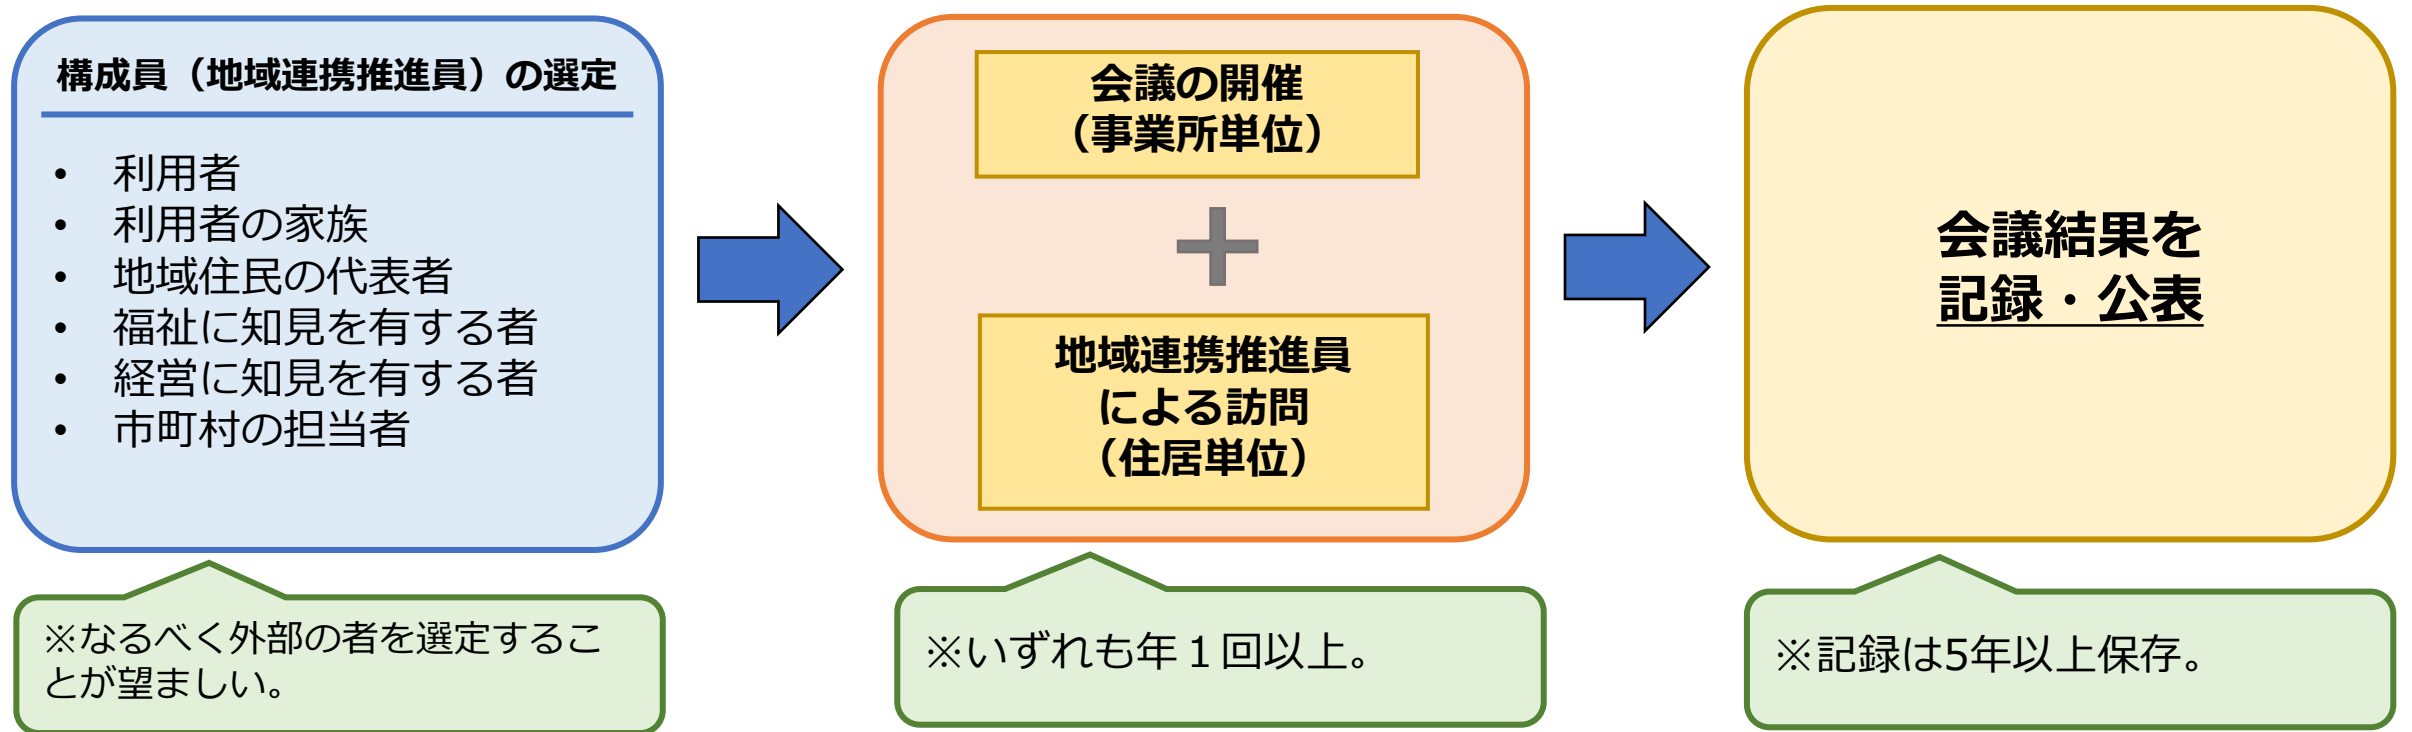 構成員（地域連携推進員）の選定
• 利用者
• 利用者の家族
• 地域住民の代表者
• 福祉に知見を有する者
• 経営に知見を有する者
• 市町村の担当者
※なるべく外部の者を選定するこ
とが望ましい。
会議の開催
（事業所単位）
地域連携推進員
による訪問
（住居単位）
※いずれも年１回以上。
会議結果を
記録・公表
※記録は5年以上保存。